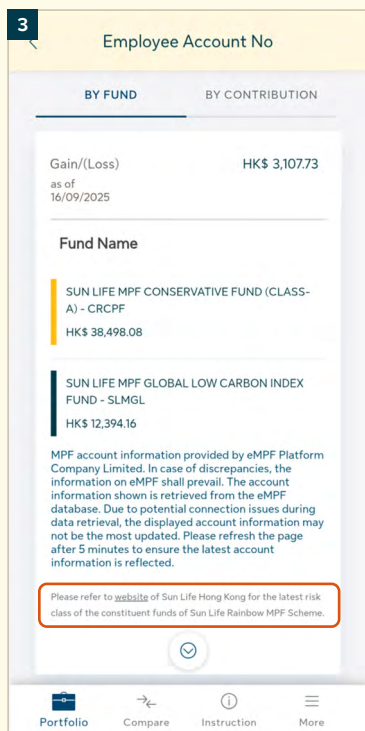 3
Employee Account No
BY FUND
BY CONTRIBUTION
Gain/(Loss)
HK$ 3,107.73
as of
16/09/2025
Fund Name
SUN LIFE MPF CONSERVATIVE FUND (CLASS-
A) - CRCPF
HK$ 38,498.08
SUN LIFE MPF GLOBAL LOW CARBON INDEX
FUND - SLMGL
HK$ 12,394.16
MPF account information provided by eMPF Platform
Company Limited. In case of discrepancies, the
information on eMPF shall prevail. The account
information shown is retrieved from the eMPF
database. Due to potential connection issues during
data retrieval, the displayed account information may
not be the most updated. Please refresh the page
after 5 minutes to ensure the latest account
information is reflected.
Please refer to website of Sun Life Hong Kong for the latest risk
class of the constituent funds of Sun Life Rainbow MPF Scheme.
Portfolio
Compare
Instruction
More